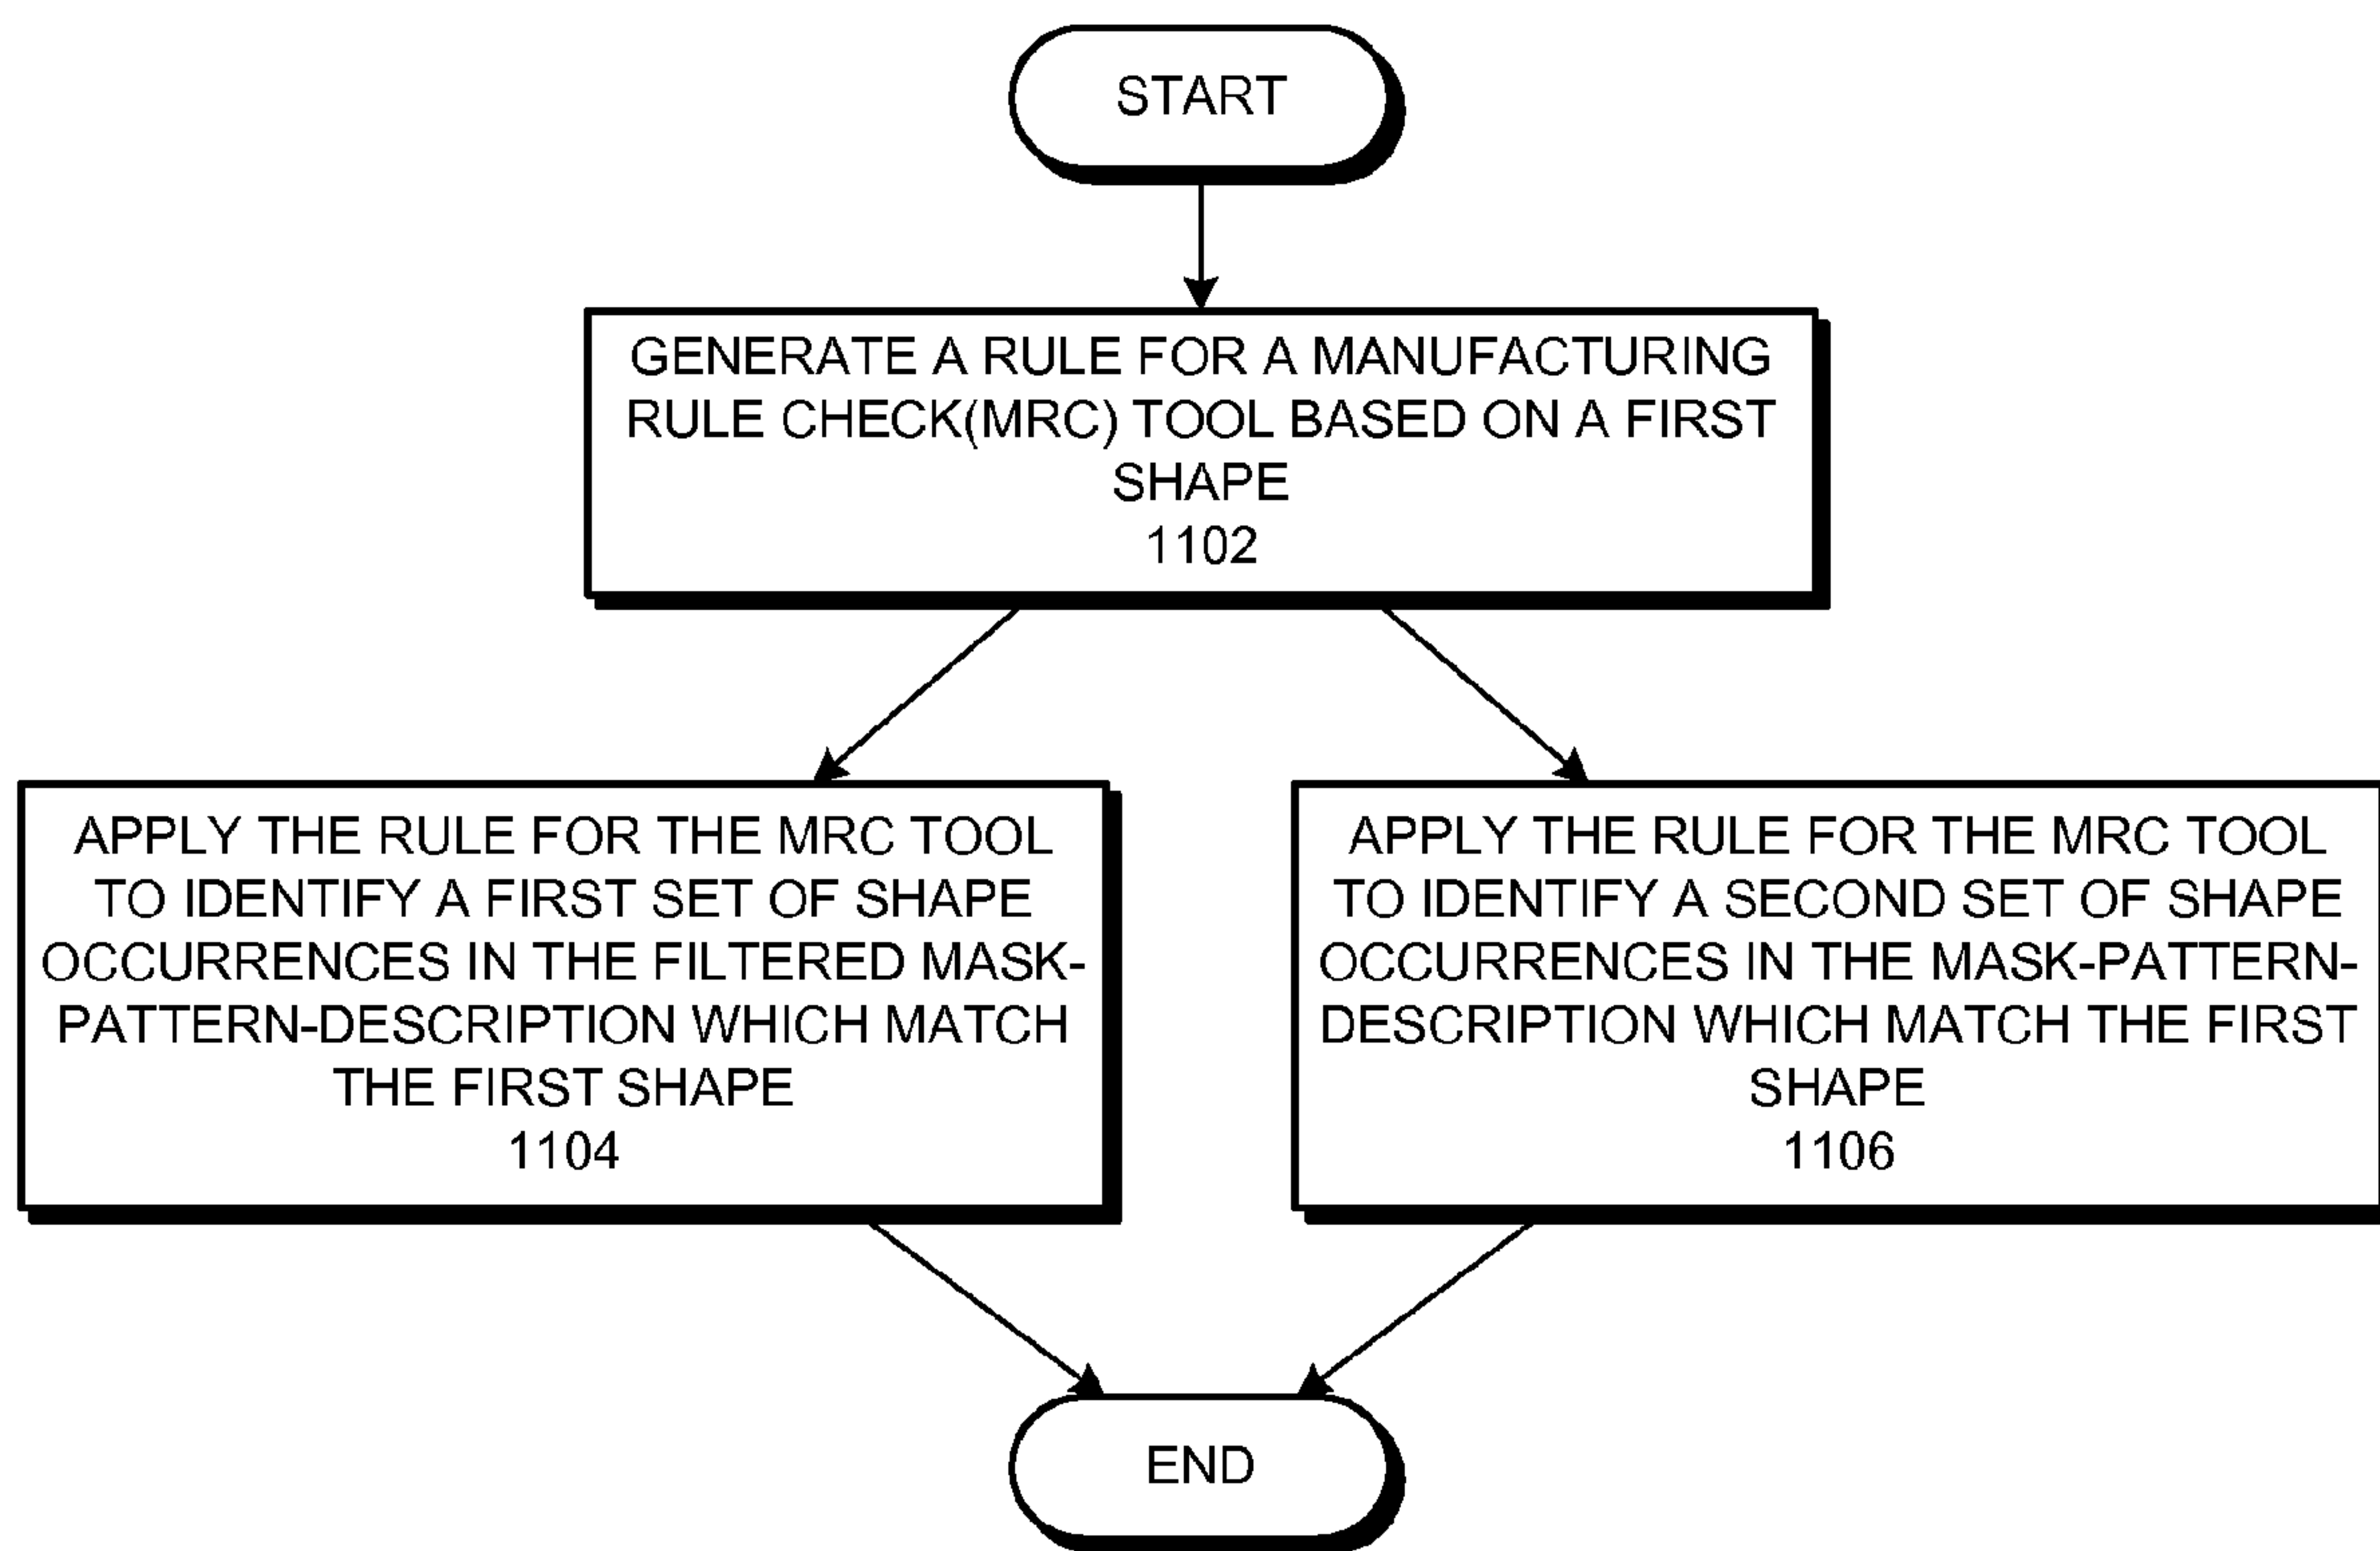 START
GENERATE A RULE FOR A MANUFACTURING
RULE CHECK(MRC) TOOL BASED ON A FIRST
SHAPE
1102
APPLY THE RULE FOR THE MRC TOOL
TO IDENTIFY A FIRST SET OF SHAPE
OCCURRENCES IN THE FILTERED MASK-
PATTERN-DESCRIPTION WHICH MATCH
THE FIRST SHAPE
1104
APPLY THE RULE FOR THE MRC TOOL
TO IDENTIFY A SECOND SET OF SHAPE
OCCURRENCES IN THE MASK-PATTERN-
DESCRIPTION WHICH MATCH THE FIRST
SHAPE
1106
END